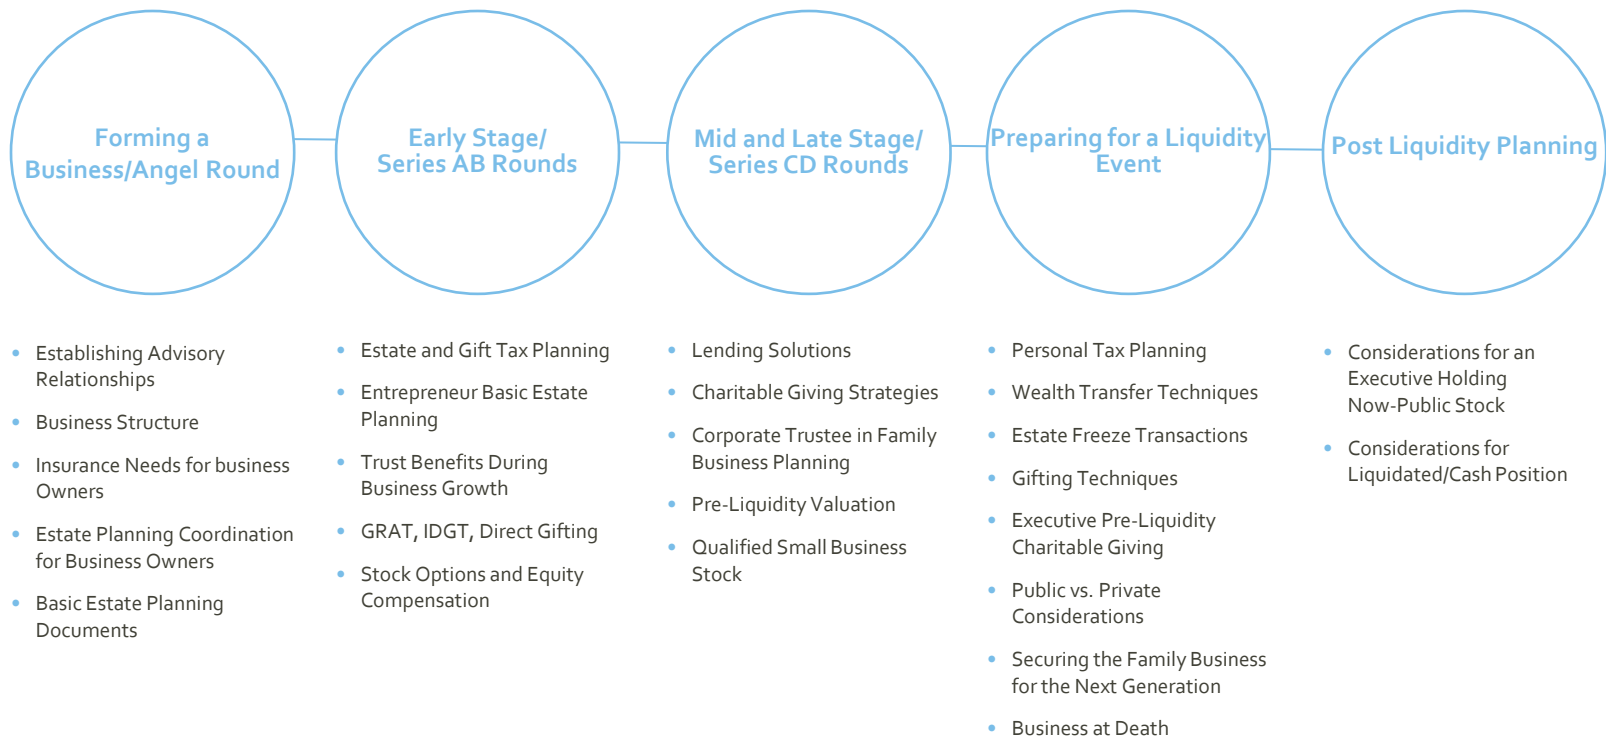 Forming a
Business/Angel Round
Early Stage/
Series AB Rounds
Mid and Late Stage/
Series CD Rounds
Preparing for a Liquidity
Event
Post Liquidity Planning
• Establishing Advisory
Relationships
• Business Structure
• Insurance Needs for business
Owners
• Estate Planning Coordination
for Business Owners
• Basic Estate Planning
Documents
• Estate and Gift Tax Planning
• Entrepreneur Basic Estate
Planning
• Trust Benefits During
Business Growth
• GRAT, IDGT, Direct Gifting
• Stock Options and Equity
Compensation
• Lending Solutions
• Charitable Giving Strategies
• Corporate Trustee in Family
Business Planning
• Pre-Liquidity Valuation
• Qualified Small Business
Stock
• Personal Tax Planning
• Wealth Transfer Techniques
• Estate Freeze Transactions
• Gifting Techniques
• Executive Pre-Liquidity
Charitable Giving
• Public vs. Private
Considerations
• Securing the Family Business
for the Next Generation
• Business at Death
• Considerations for an
Executive Holding
Now-Public Stock
• Considerations for
Liquidated/Cash Position